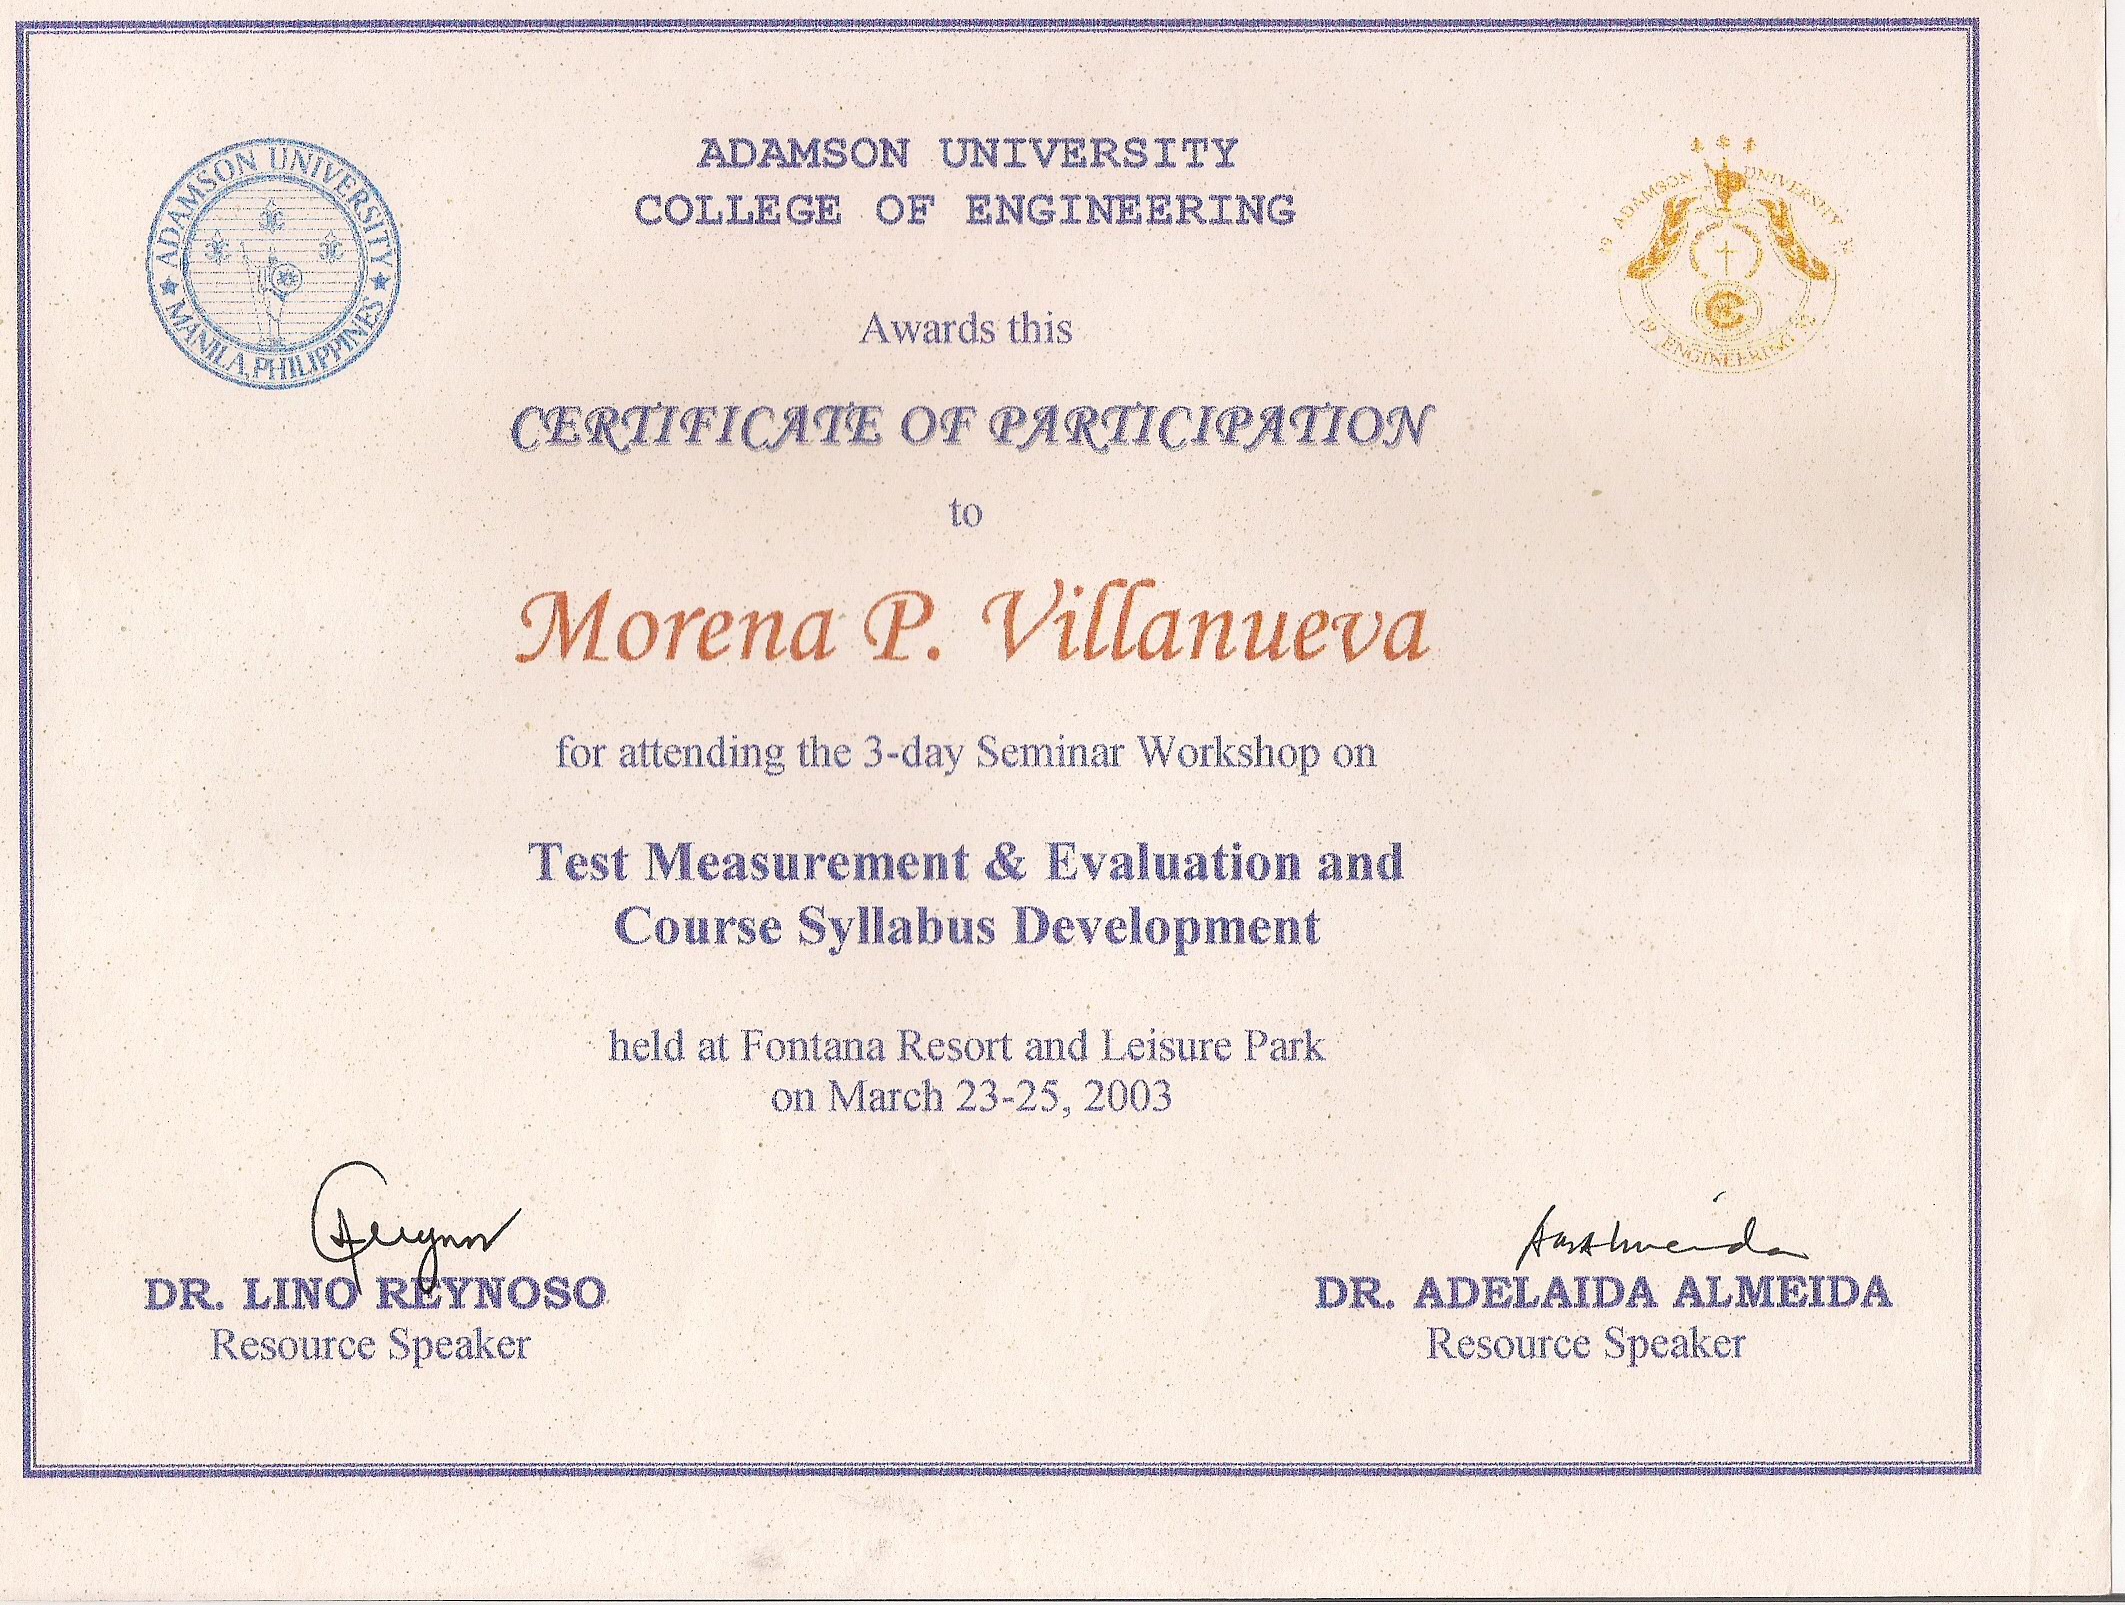 ADAMSON UNIVERSITY
MANILA, PHILIPPINES
ADAMSON UNIVERSITY
COLLEGE OF ENGINEERING
ADAMSON UNIVERSITY
ENGINEERING
Awards this
CERTIFICATE OF PARTICIPATION
to
Morena P. Villanueva
for attending the 3-day Seminar Workshop on
Test Measurement & Evaluation and
Course Syllabus Development
held at Fontana Resort and Leisure Park
on March 23-25, 2003
DR. LINO REYNOSO
Resource Speaker
DR. ADELAIDA ALMEIDA
Resource Speaker